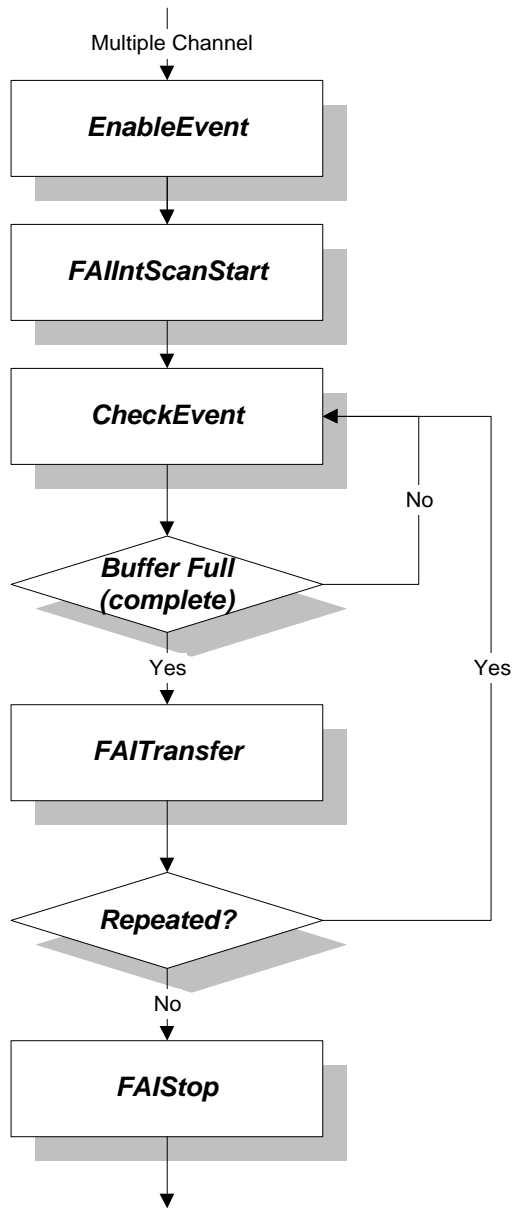 Multiple Channel
EnableEvent
FAIIntScanStart
CheckEvent
No
Buffer Full
(complete)
Yes
Yes
FAITransfer
Repeated?
No
FAIStop